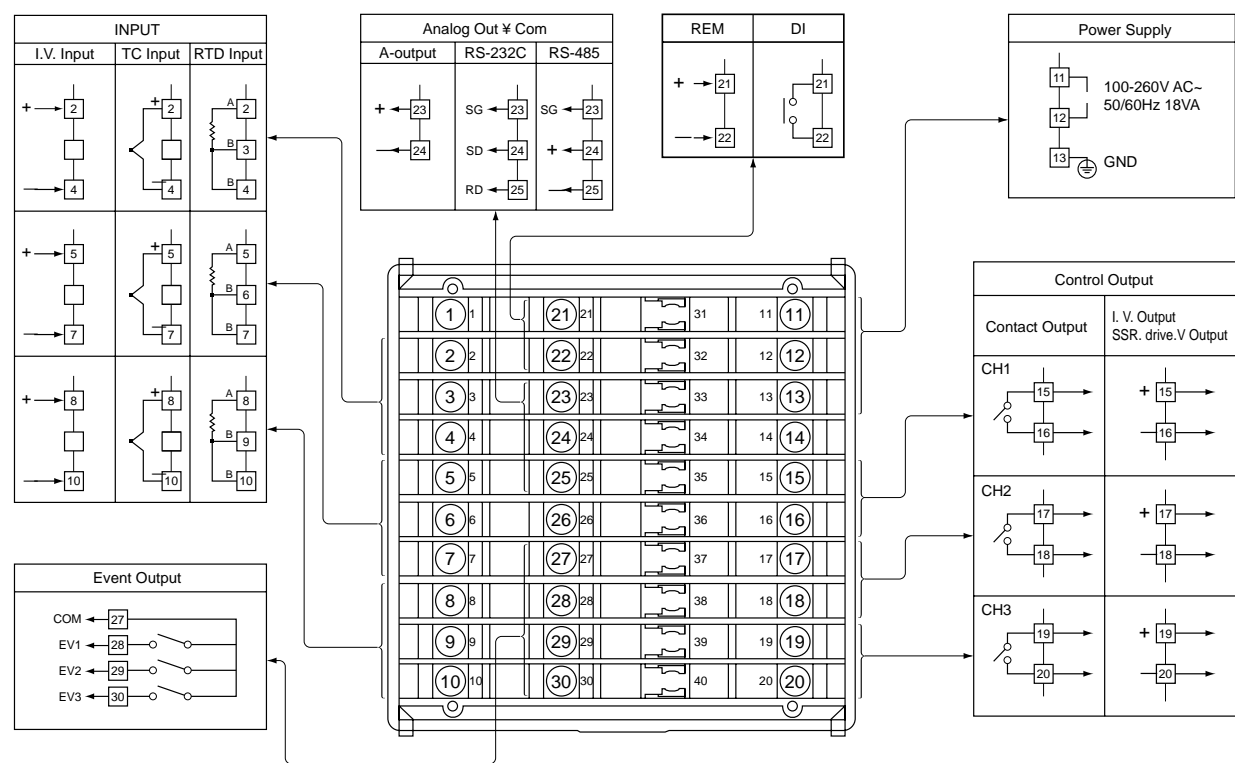 INPUT
I.V. Input TC Input RTD Input
+ 2 + 2 A 2
B 3
— 4 — 4 B 4
+ 5 + 5 A 5
B 6
— 7 — 7 B 7
+ 8 + 8 A 8
B 9
— 10 — 10 B 10
Analog Out ¥ Com
A-output RS-232C RS-485
+ 23 SG 23 SG 23
— 24 SD 24 + 24
RD 25 — 25
REM DI
+ 21 21
— 22 22
Power Supply
11 100-260V AC~
12 50/60Hz 18VA
13 GND
1 1 21 21 31 11 11
2 2 22 22 32 12 12
3 3 23 23 33 13 13
4 4 24 24 34 14 14
5 5 25 25 35 15 15
6 6 26 26 36 16 16
7 7 27 27 37 17 17
8 8 28 28 38 18 18
9 9 29 29 39 19 19
10 10 30 30 40 20 20
Control Output
Contact Output I. V. Output
SSR. drive.V Output
CH1
15 + 15
16 — 16
CH2
17 + 17
18 — 18
CH3
19 + 19
20 — 20
Event Output
COM 27
EV1 28
EV2 29
EV3 30